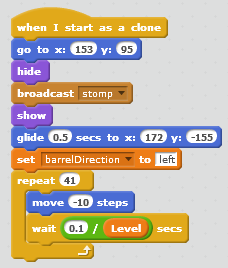 when I start as a clone
go to x: 153 y: 95
hide
broadcast stomp
show
glide 0.5 secs to x: 172 y: -155
set barrelDirection to left
repeat 41
move -10 steps
wait 0.1 / Level secs